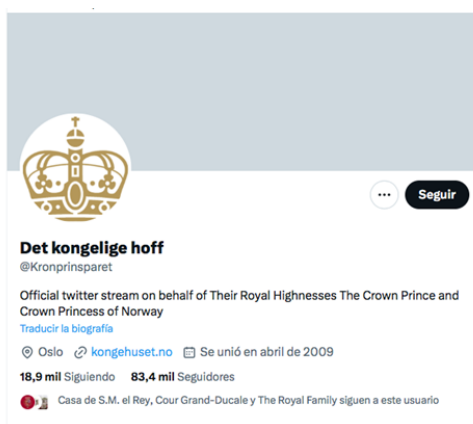 Seguir
Det kongelige hoff
@Kronprinsparet
Official twitter stream on behalf of Their Royal Highnesses The Crown Prince and
Crown Princess of Norway
Traducir la biografía
Oslo kongehuset.no Se unió en abril de 2009
18,9 mil Siguiendo 83,4 mil Seguidores
Casa de S.M. el Rey, Cour Grand-Ducale y The Royal Family siguen a este usuario